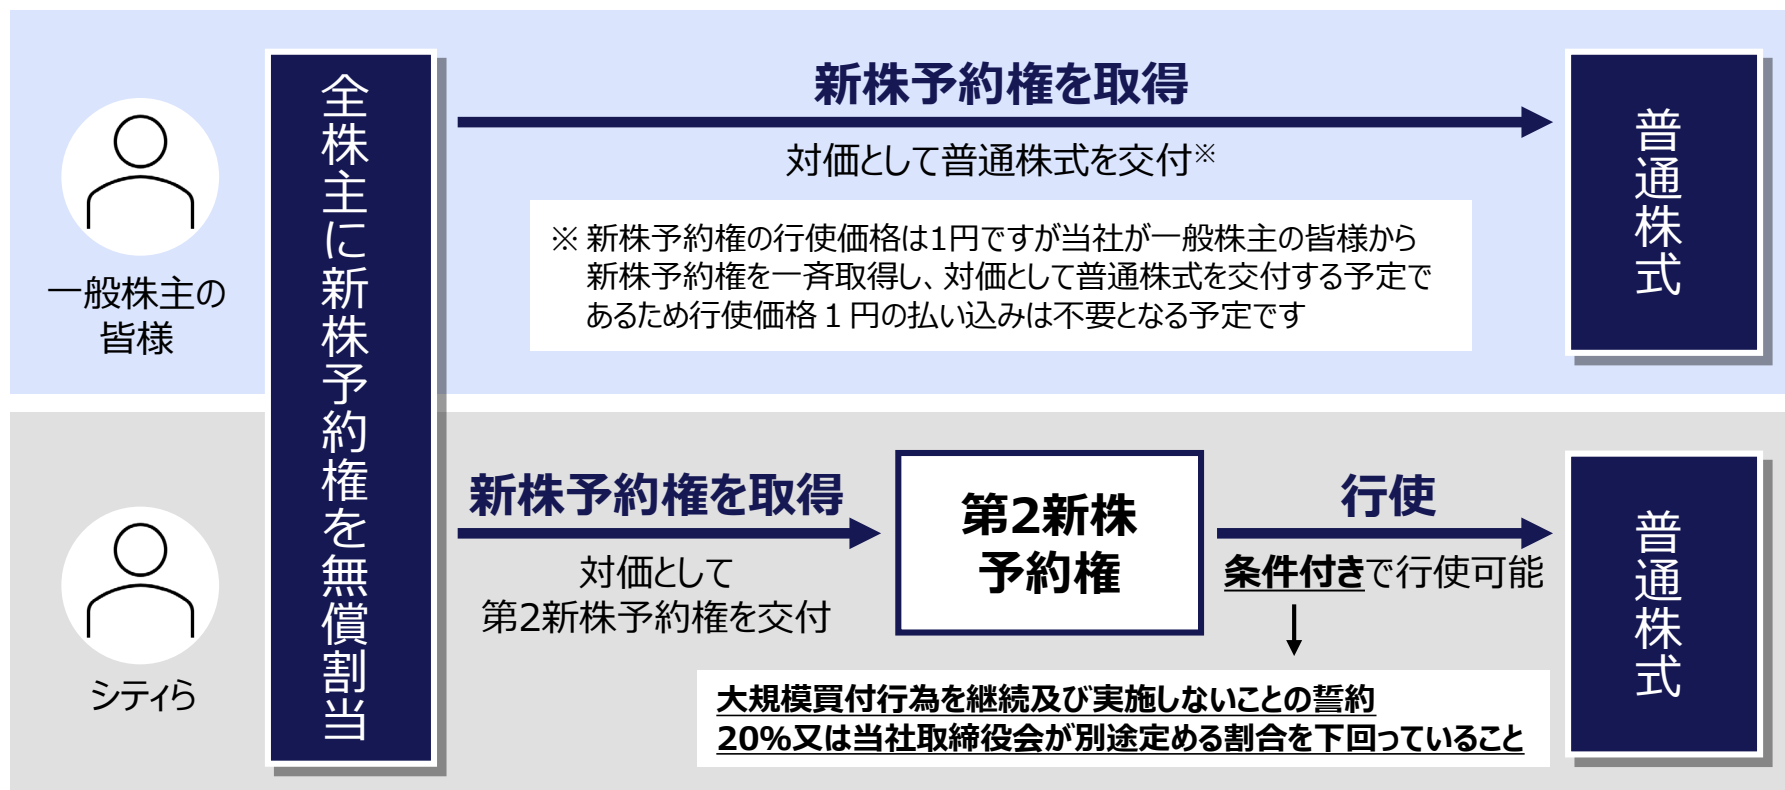 一般株主の
皆様
全株主に新株予約権を無償割当
新株予約権を取得
対価として普通株式を交付※
※ 新株予約権の行使価格は1円ですが当社が一般株主の皆様から
新株予約権を一斉取得し、対価として普通株式を交付する予定で
あるため行使価格１円の払い込みは不要となる予定です
普通株式
シティら
新株予約権を取得
対価として
第2新株予約権を交付
第2新株
予約権
行使
条件付きで行使可能
大規模買付行為を継続及び実施しないことの誓約
20%又は当社取締役会が別途定める割合を下回っていること
普通株式